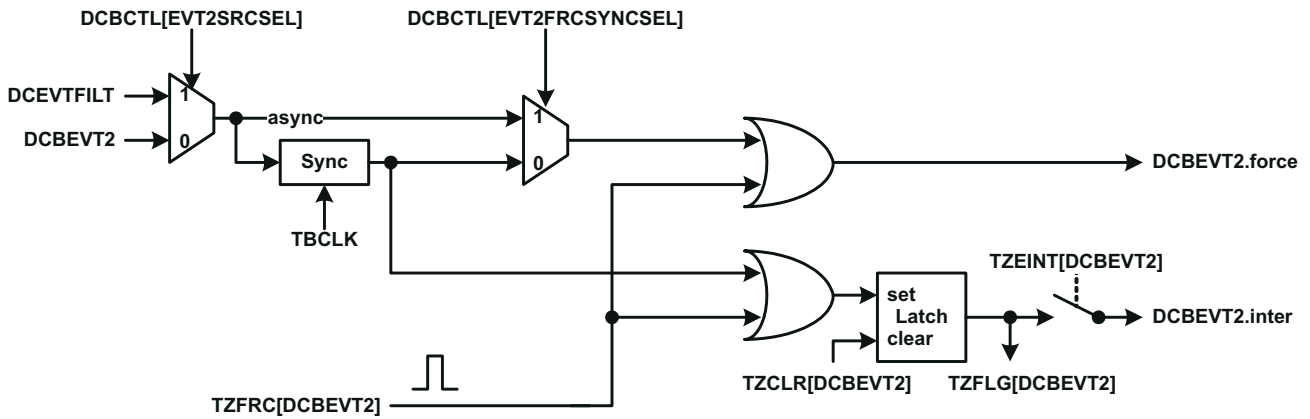 DCBCTL[EVT2SRCSEL]
DCBCTL[EVT2FRCSYNCSEL]
DCEVTFILT
1
async
1
DCBEVT2
0
Sync
0
DCBEVT2.force
TBCLK
TZEINT[DCBEVT2]
set
Latch
clear
DCBEVT2.inter
TZCLR[DCBEVT2]
TZFLG[DCBEVT2]
TZFRC[DCBEVT2]